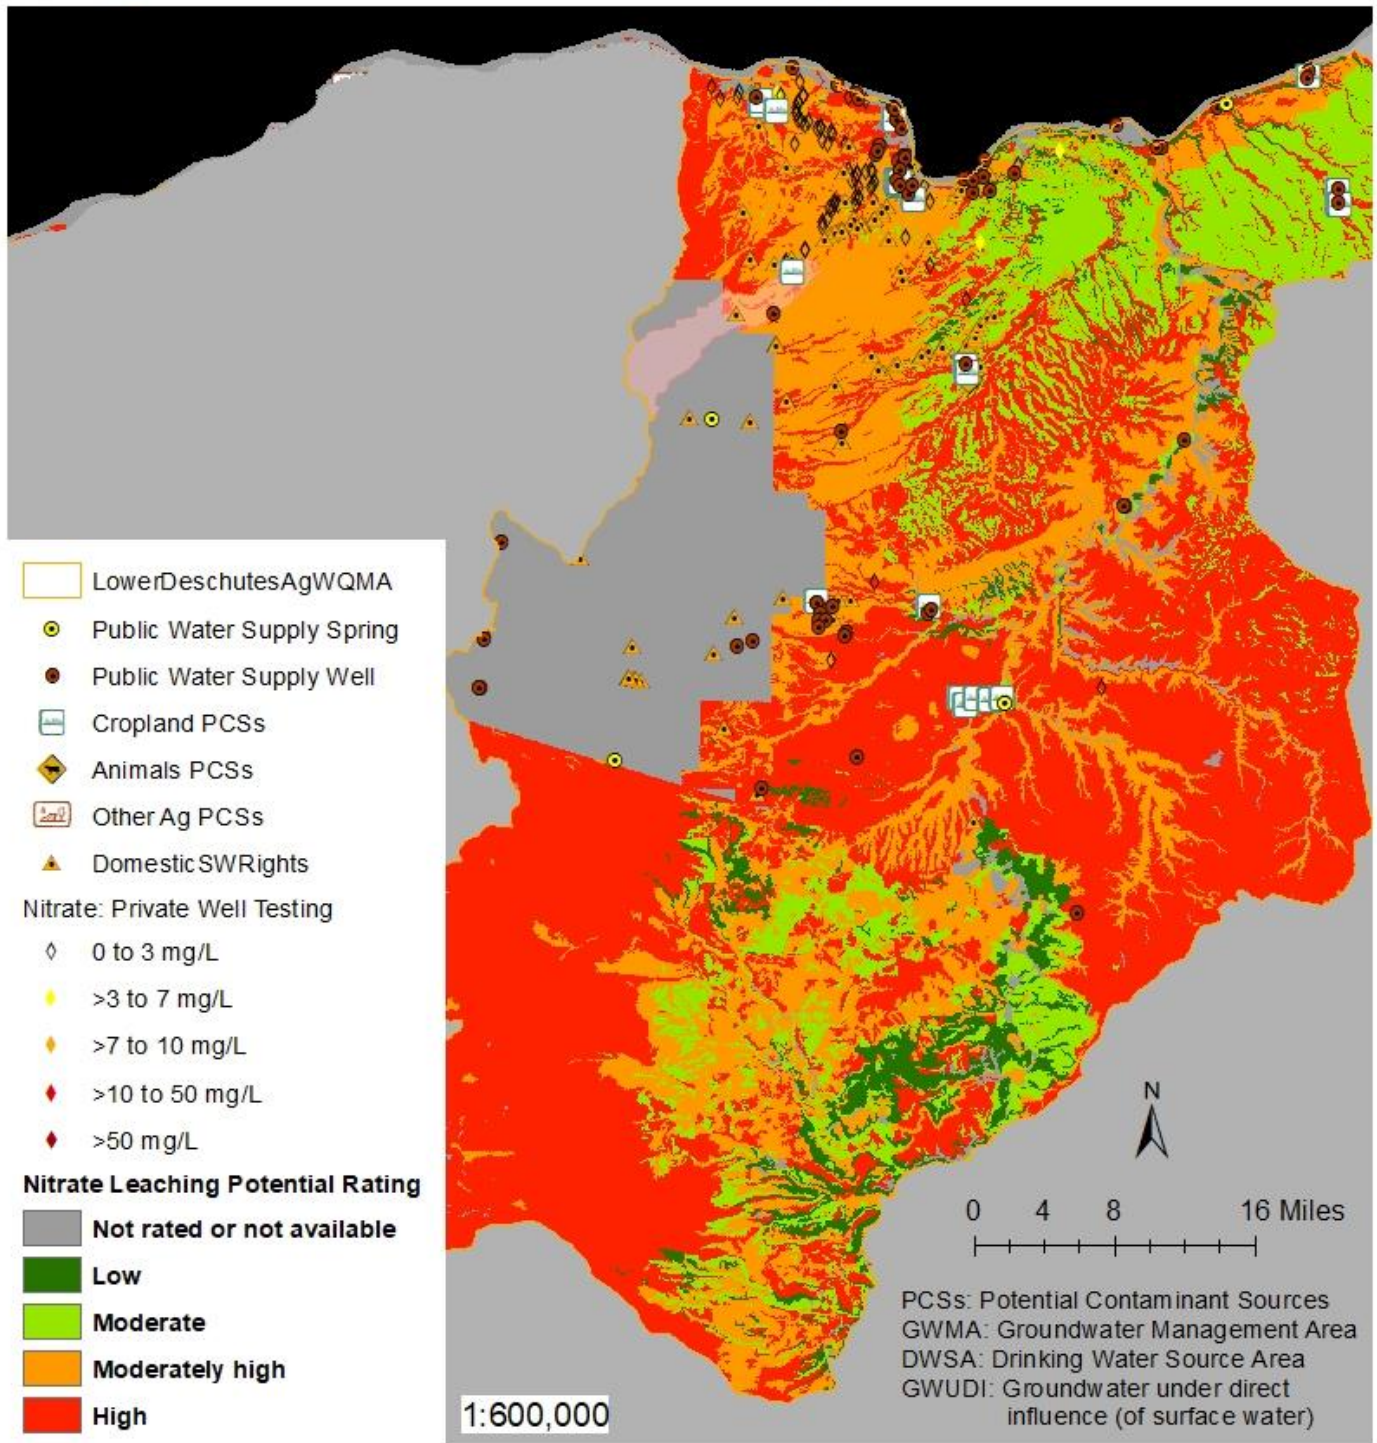 LowerDeschutesAgWQMA
Public Water Supply Spring
Public Water Supply Well
Cropland PCSs
Animals PCSs
Other Ag PCSs
DomesticSWRights
Nitrate: Private Well Testing
0 to 3 mg/L
>3 to 7 mg/L
>7 to 10 mg/L
>10 to 50 mg/L
>50 mg/L
Nitrate Leaching Potential Rating
Not rated or not available
Low
Moderate
Moderately high
High
1:600,000
N
0 4 8 16 Miles
PCSs: Potential Contaminant Sources
GWMA: Groundwater Management Area
DWSA: Drinking Water Source Area
GWUDI: Groundwater under direct
influence (of surface water)